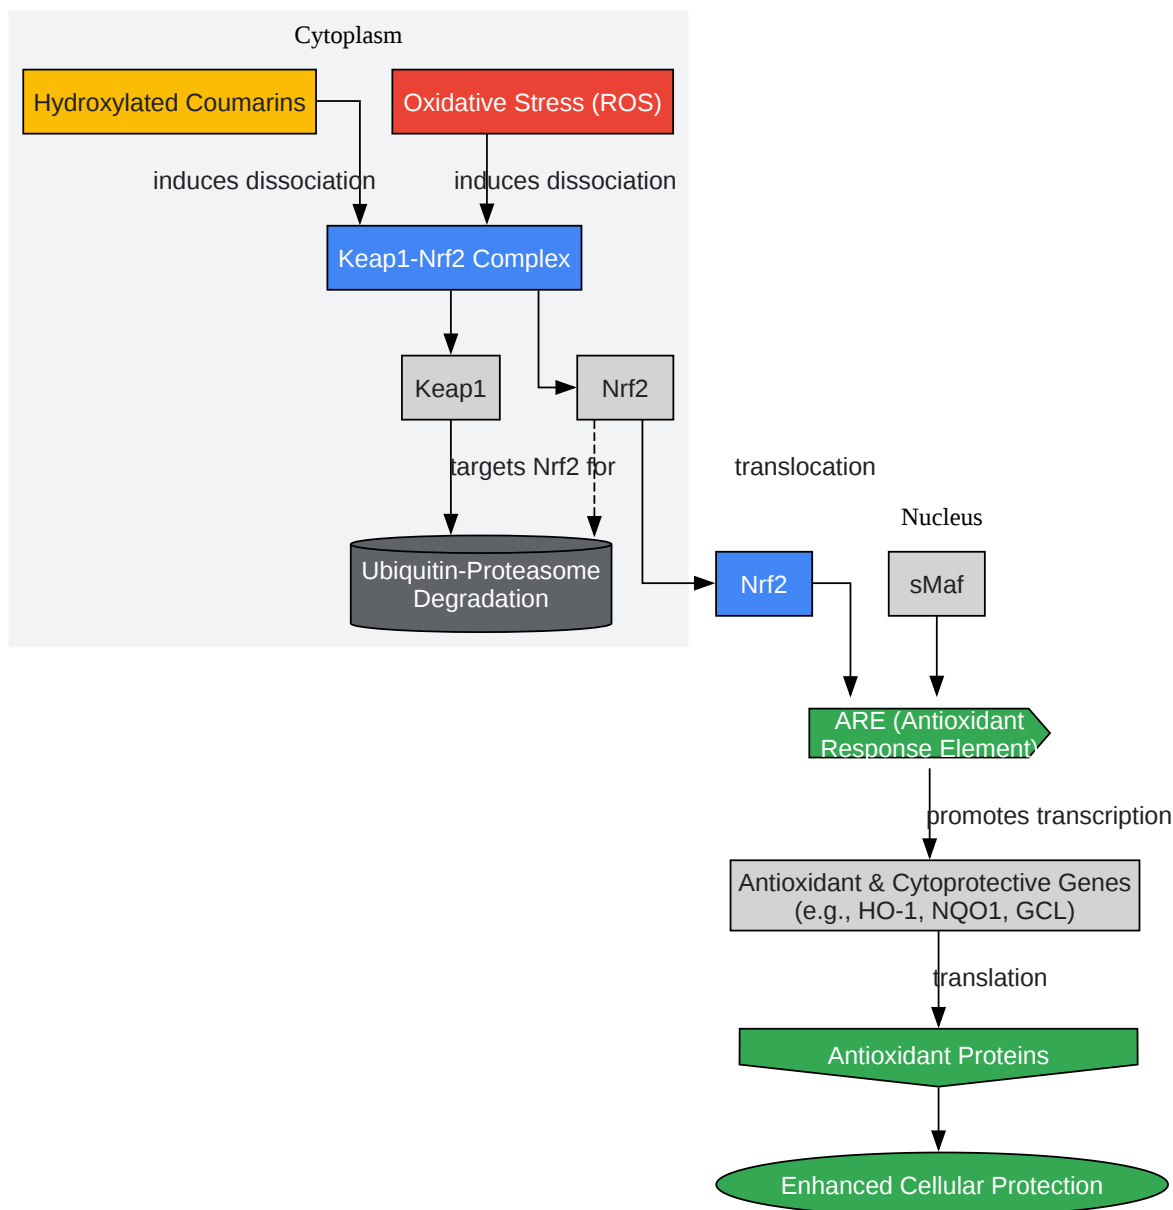 Cytoplasm
Hydroxylated Coumarins
Oxidative Stress (ROS)
induces dissociation
induces dissociation
Keap1-Nrf2 Complex
Keap1
Nrf2
targets Nrf2 for
translocation
Nucleus
Ubiquitin-Proteasome
Degradation
Nrf2
sMaf
ARE (Antioxidant
Response Element)
promotes transcription
Antioxidant & Cytoprotective Genes
(e.g., HO-1, NQO1, GCL)
translation
Antioxidant Proteins
Enhanced Cellular Protection